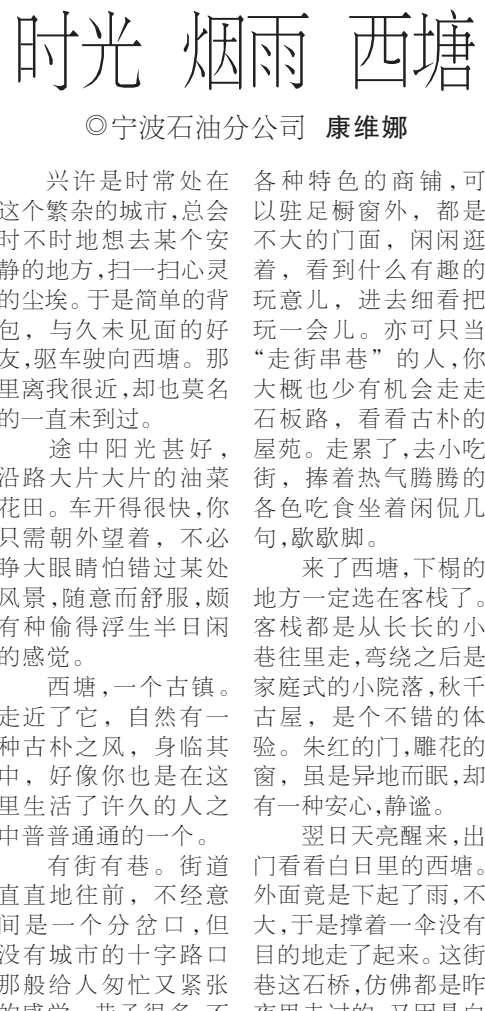 时光 烟雨 西塘
◎宁波石油分公司 康维娜
兴许是时常处在
这个繁杂的城市,总会
时不时地想去某个安
静的地方,扫一扫心灵
的尘埃。于是简单的背
包，与久未见面的好
友,驱车驶向西塘。那
里离我很近,却也莫名
的一直未到过。
途中阳光甚好，
沿路大片大片的油菜
花田。车开得很快,你
只需朝外望着，不必
睁大眼睛怕错过某处
风景,随意而舒服,颇
有种偷得浮生半日闲
的感觉。
西塘,一个古镇。
走近了它，自然有一
种古朴之风，身临其
中，好像你也是在这
里生活了许久的人之
中普普通通的一个。
有街有巷。街道
直直地往前，不经意
间是一个分岔口,但
没有城市的十字路口
那般给人匆忙又紧张
的感觉。巷子很多,不
各种特色的商铺,可
以驻足橱窗外，都是
不大的门面，闲闲逛
着，看到什么有趣的
玩意儿，进去细看把
玩一会儿。亦可只当
“走街串巷”的人,你
大概也少有机会走走
石板路，看看古朴的
屋苑。走累了,去小吃
街，捧着热气腾腾的
各色吃食坐着闲侃几
句,歇歇脚。
来了西塘,下榻的
地方一定选在客栈了。
客栈都是从长长的小
巷往里走,弯绕之后是
家庭式的小院落,秋千
古屋，是个不错的体
验。朱红的门,雕花的
窗，虽是异地而眠,却
有一种安心,静谧。
翌日天亮醒来,出
门看看白日里的西塘。
外面竟是下起了雨,不
大,于是撑着一伞没有
目的地走了起来。这街
巷这石桥,仿佛都是昨
夜里走过的,又因是白